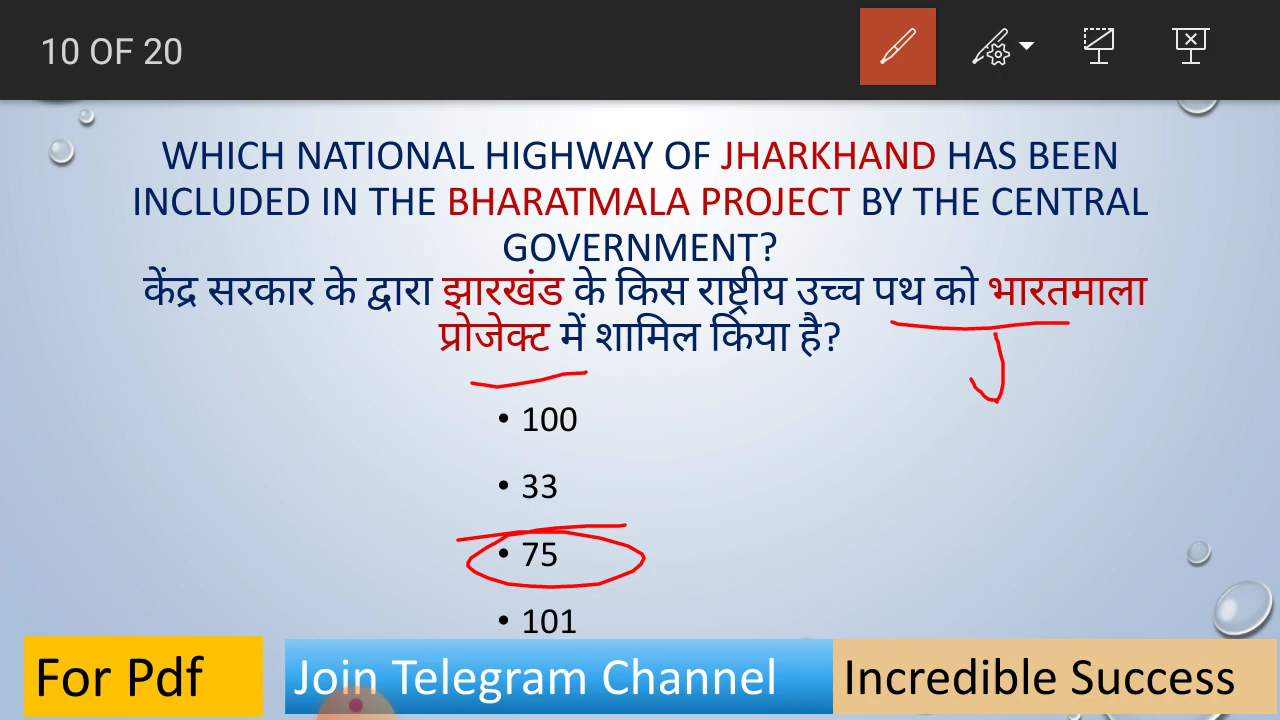 10 OF 20
WHICH NATIONAL HIGHWAY OF JHARKHAND HAS BEEN
INCLUDED IN THE BHARATMALA PROJECT BY THE CENTRAL
GOVERNMENT?
केंद्र सरकार के द्वारा झारखंड के किस राष्ट्रीय उच्च पथ को भारतमाला
प्रोजेक्ट में शामिल किया है?
• 100
• 33
• 75
• 101
For Pdf
Join Telegram Channel
Incredible Success